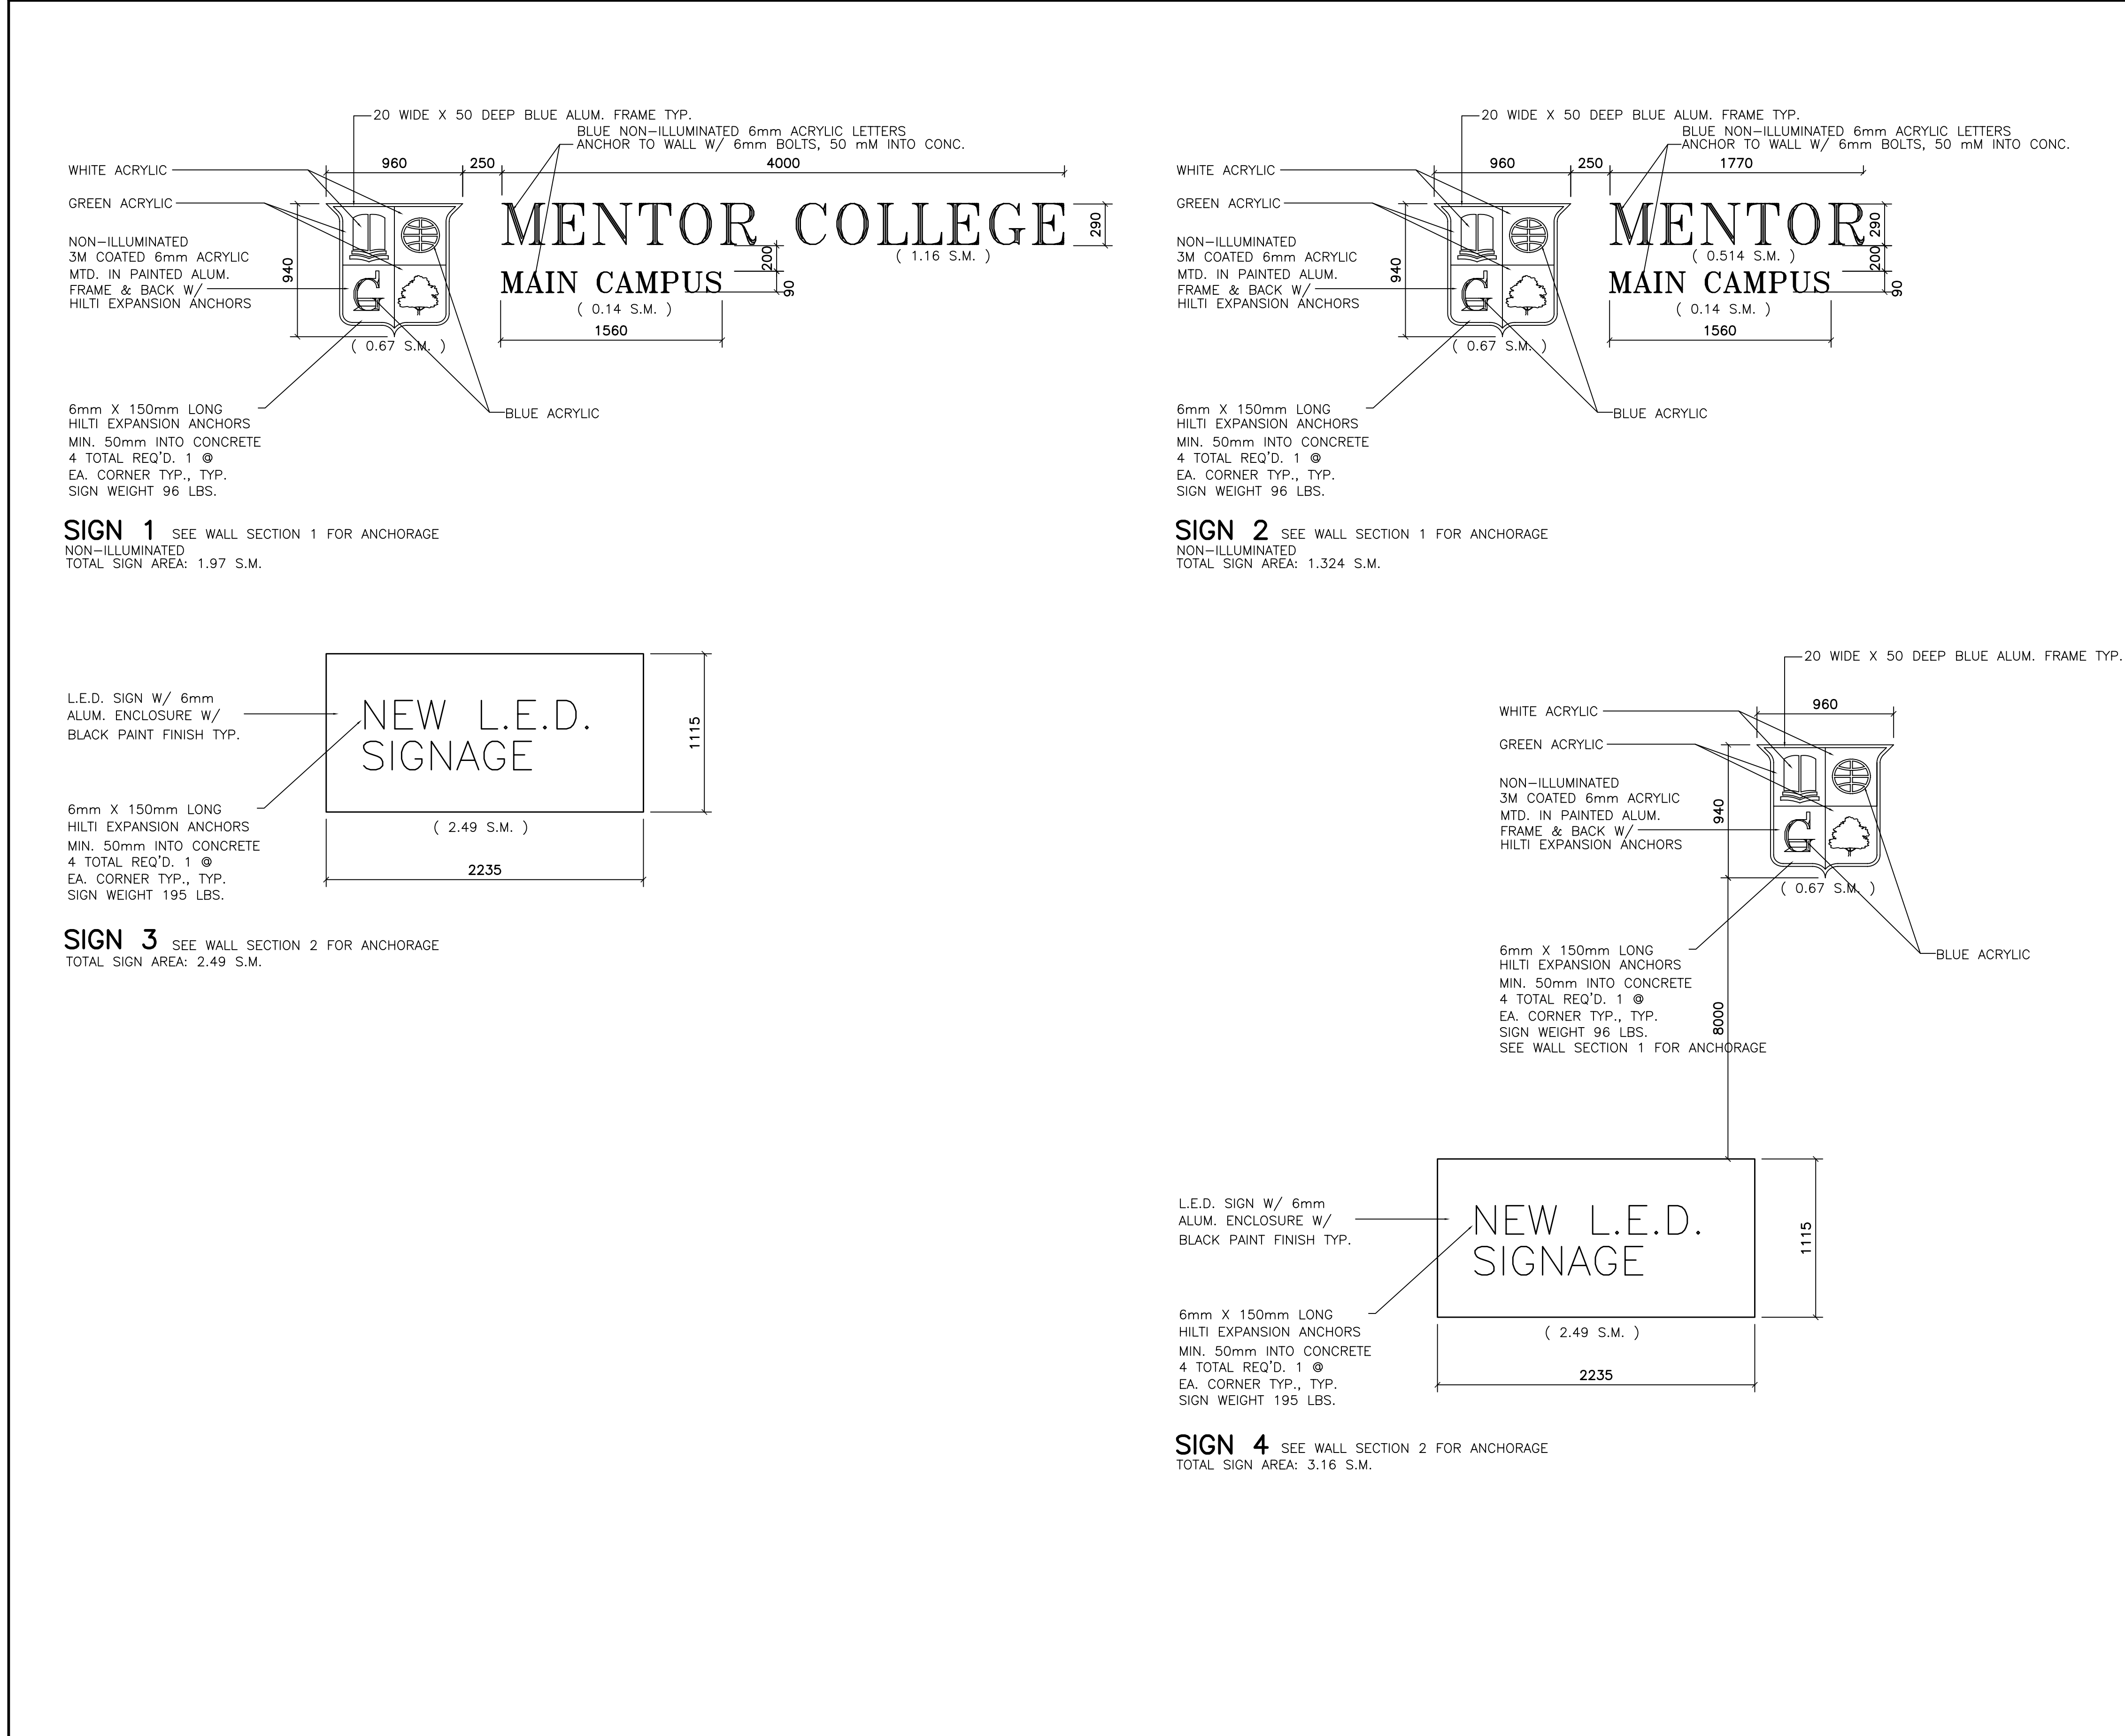 20 WIDE X 50 DEEP BLUE ALUM. FRAME TYP.
BLUE NON-ILLUMINATED 6mm ACRYLIC LETTERS
ANCHOR TO WALL W/ 6mm BOLTS, 50 mM INTO CONC.
960
250
4000
WHITE ACRYLIC
GREEN ACRYLIC
NON-ILLUMINATED
3M COATED 6mm ACRYLIC
MTD. IN PAINTED ALUM.
FRAME & BACK W/
HILTI EXPANSION ANCHORS
940
G
MENTOR COLLEGE
290
( 1.16 S.M. )
200
MAIN CAMPUS
90
( 0.14 S.M. )
1560
( 0.67 S.M. )
BLUE ACRYLIC
6mm X 150mm LONG
HILTI EXPANSION ANCHORS
MIN. 50mm INTO CONCRETE
4 TOTAL REQ'D. 1 @
EA. CORNER TYP., TYP.
SIGN WEIGHT 96 LBS.
SIGN 1 SEE WALL SECTION 1 FOR ANCHORAGE
NON-ILLUMINATED
TOTAL SIGN AREA: 1.97 S.M.
20 WIDE X 50 DEEP BLUE ALUM. FRAME TYP.
BLUE NON-ILLUMINATED 6mm ACRYLIC LETTERS
ANCHOR TO WALL W/ 6mm BOLTS, 50 mM INTO CONC.
960
250
1770
WHITE ACRYLIC
GREEN ACRYLIC
NON-ILLUMINATED
3M COATED 6mm ACRYLIC
MTD. IN PAINTED ALUM.
FRAME & BACK W/
HILTI EXPANSION ANCHORS
940
G
MENTOR
290
( 0.514 S.M. )
200
MAIN CAMPUS
90
( 0.14 S.M. )
1560
( 0.67 S.M. )
BLUE ACRYLIC
6mm X 150mm LONG
HILTI EXPANSION ANCHORS
MIN. 50mm INTO CONCRETE
4 TOTAL REQ'D. 1 @
EA. CORNER TYP., TYP.
SIGN WEIGHT 96 LBS.
SIGN 2 SEE WALL SECTION 1 FOR ANCHORAGE
NON-ILLUMINATED
TOTAL SIGN AREA: 1.324 S.M.
L.E.D. SIGN W/ 6mm
ALUM. ENCLOSURE W/
BLACK PAINT FINISH TYP.
NEW L.E.D.
SIGNAGE
1115
( 2.49 S.M. )
2235
6mm X 150mm LONG
HILTI EXPANSION ANCHORS
MIN. 50mm INTO CONCRETE
4 TOTAL REQ'D. 1 @
EA. CORNER TYP., TYP.
SIGN WEIGHT 195 LBS.
SIGN 3 SEE WALL SECTION 2 FOR ANCHORAGE
TOTAL SIGN AREA: 2.49 S.M.
20 WIDE X 50 DEEP BLUE ALUM. FRAME TYP.
960
WHITE ACRYLIC
GREEN ACRYLIC
NON-ILLUMINATED
3M COATED 6mm ACRYLIC
MTD. IN PAINTED ALUM.
FRAME & BACK W/
HILTI EXPANSION ANCHORS
940
G
( 0.67 S.M. )
BLUE ACRYLIC
6mm X 150mm LONG
HILTI EXPANSION ANCHORS
MIN. 50mm INTO CONCRETE
4 TOTAL REQ'D. 1 @
EA. CORNER TYP., TYP.
SIGN WEIGHT 96 LBS.
SEE WALL SECTION 1 FOR ANCHORAGE
8000
L.E.D. SIGN W/ 6mm
ALUM. ENCLOSURE W/
BLACK PAINT FINISH TYP.
NEW L.E.D.
SIGNAGE
1115
( 2.49 S.M. )
2235
6mm X 150mm LONG
HILTI EXPANSION ANCHORS
MIN. 50mm INTO CONCRETE
4 TOTAL REQ'D. 1 @
EA. CORNER TYP., TYP.
SIGN WEIGHT 195 LBS.
SIGN 4 SEE WALL SECTION 2 FOR ANCHORAGE
TOTAL SIGN AREA: 3.16 S.M.